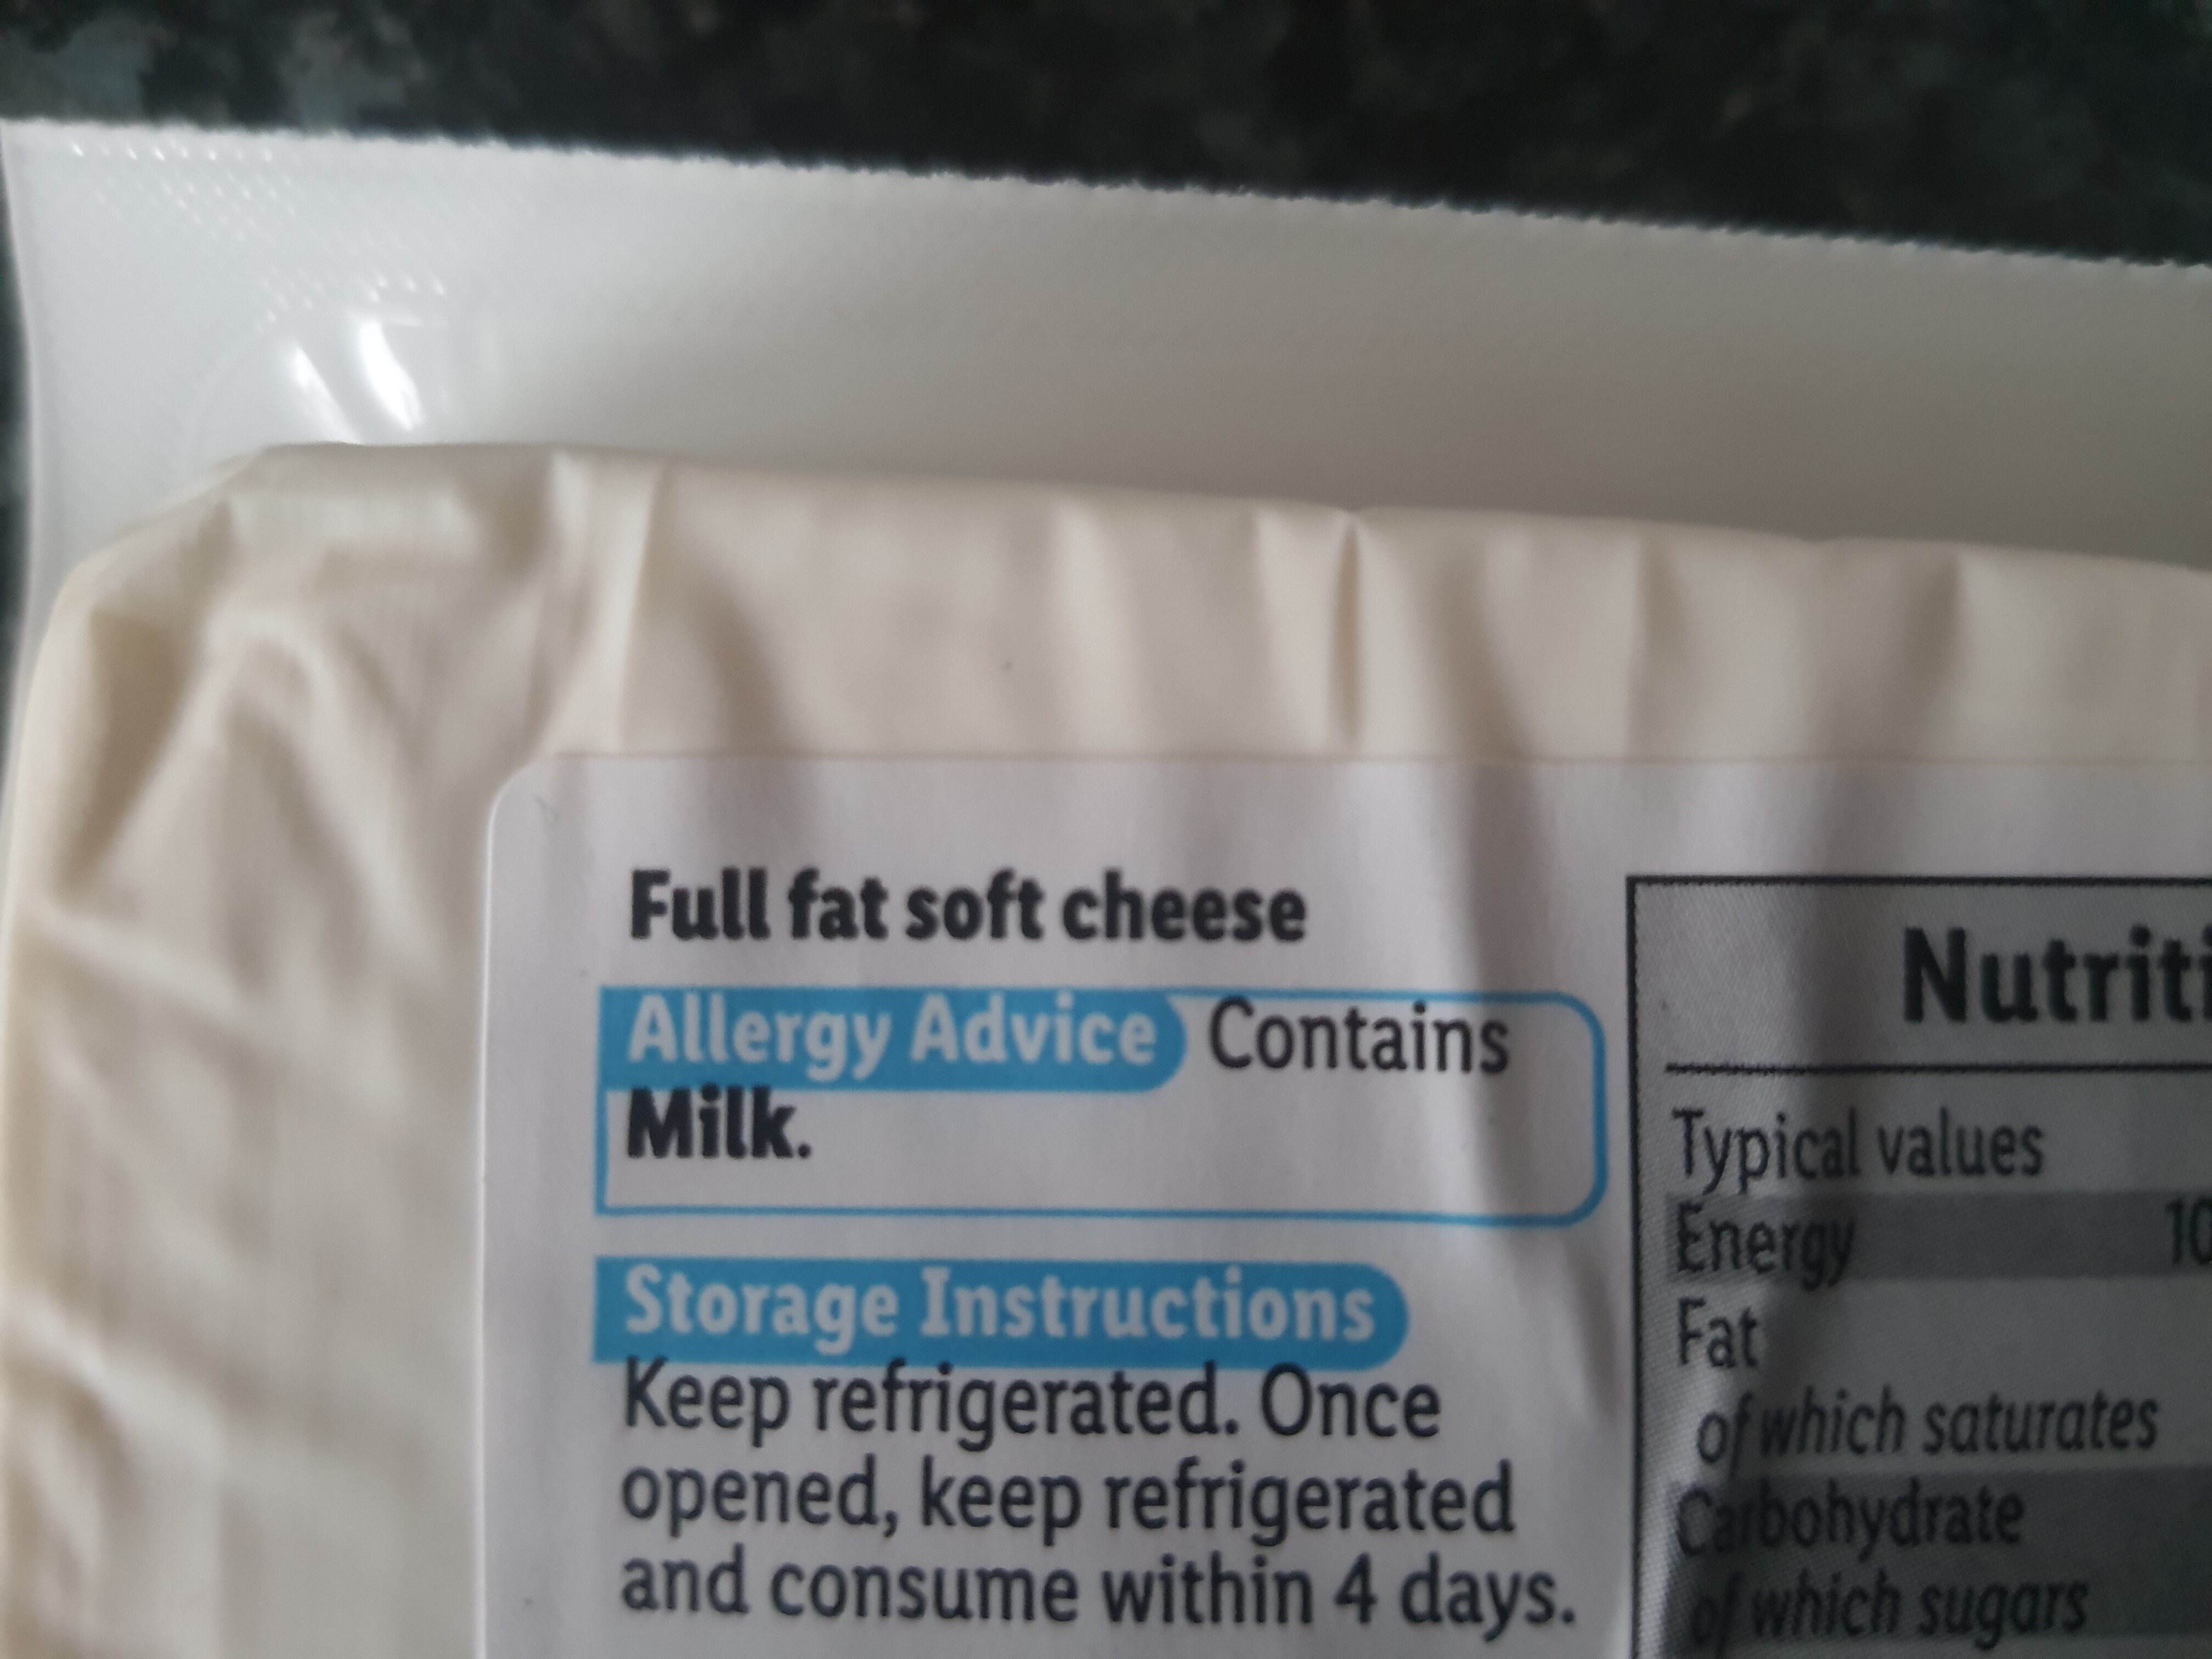 Full fat soft cheese
Allergy Advice Contains
Milk.
Storage Instructions
Keep refrigerated. Once
opened, keep refrigerated
and consume within 4 days.
Nutriti
Typical values
Energy 10
Fat
of which saturates
Carbohydrate
of which sugars